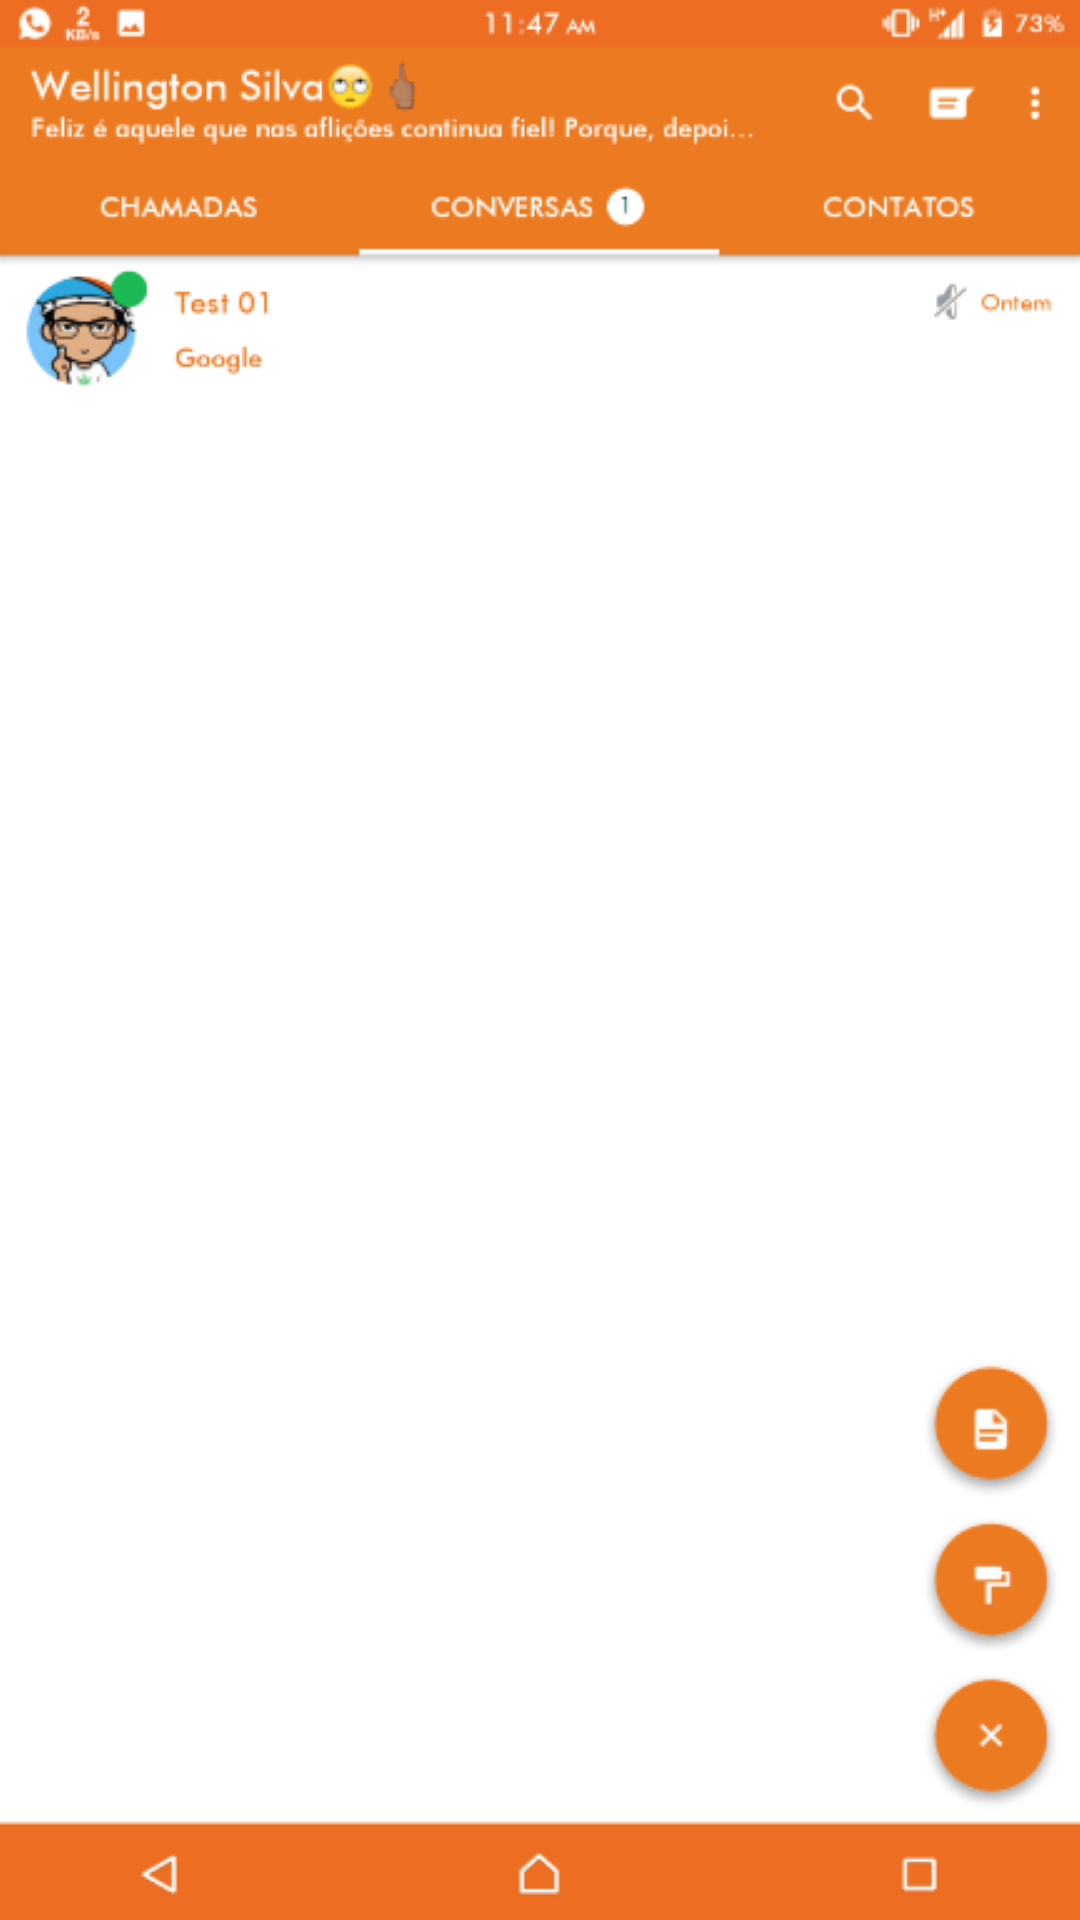 2
KB/s
11:47 AM
H+
73%
Wellington Silva🙄 🖕🏾
Feliz é aquele que nas aflições continua fiel! Porque, depoi...
CHAMADAS
CONVERSAS 1
CONTATOS
Test 01
Ontem
Google